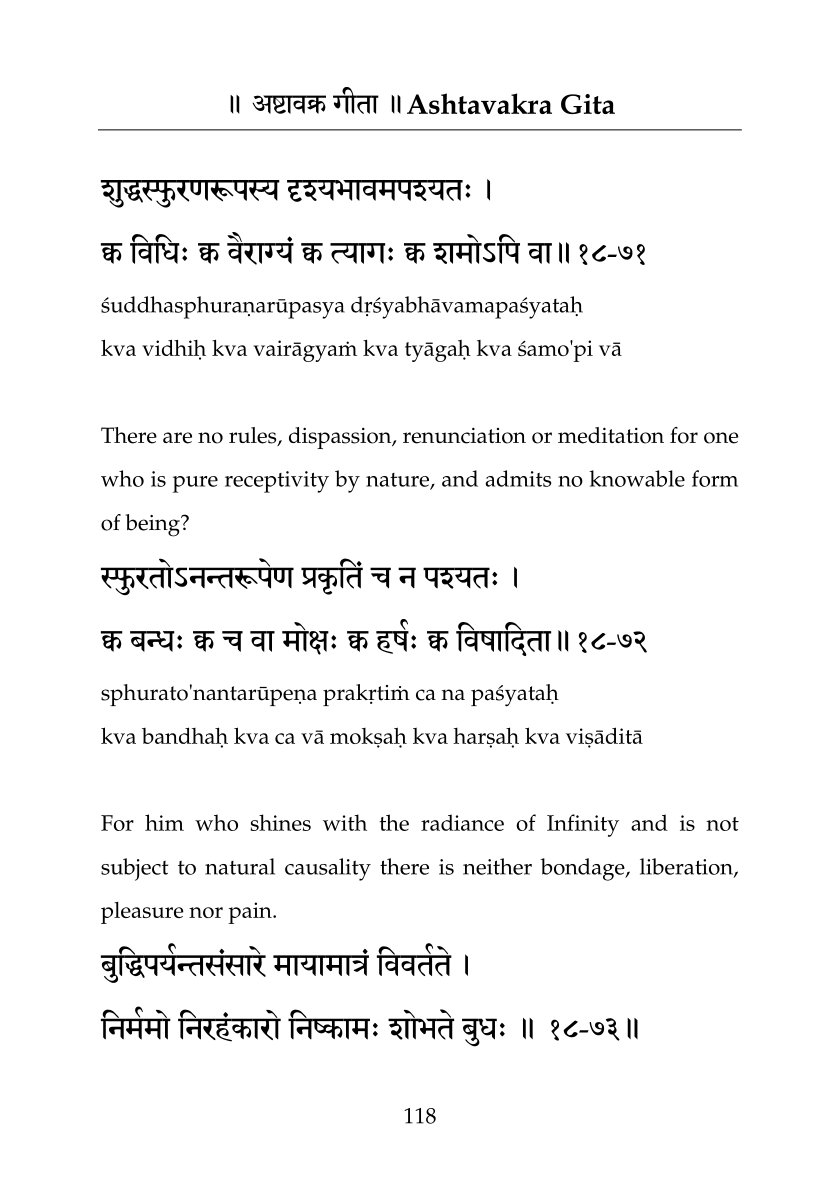 ॥ अष्टावक्र गीता ॥ Ashtavakra Gita
शुद्धस्फुरणरूपस्य दृश्यभावमपश्यतः ।
क्व विधिः क्व वैराग्यं क्व त्यागः क्व शमोऽपि वा॥ १८-७१
śuddhasphuraṇarūpasya dṛśyabhāvamapaśyataḥ
kva vidhiḥ kva vairāgyaṁ kva tyāgaḥ kva śamo'pi vā
There are no rules, dispassion, renunciation or meditation for one
who is pure receptivity by nature, and admits no knowable form
of being?
स्फुरतोऽनन्तरूपेण प्रकृतिं च न पश्यतः ।
क्व बन्धः क्व च वा मोक्षः क्व हर्षः क्व विषादिता॥ १८-७२
sphurato'nantarūpeṇa prakṛtiṁ ca na paśyataḥ
kva bandhaḥ kva ca vā mokṣaḥ kva harṣaḥ kva viṣāditā
For him who shines with the radiance of Infinity and is not
subject to natural causality there is neither bondage, liberation,
pleasure nor pain.
बुद्धिपर्यन्तसंसारे मायामात्रं विवर्तते ।
निर्ममो निरहंकारो निष्कामः शोभते बुधः ॥ १८-७३॥
118